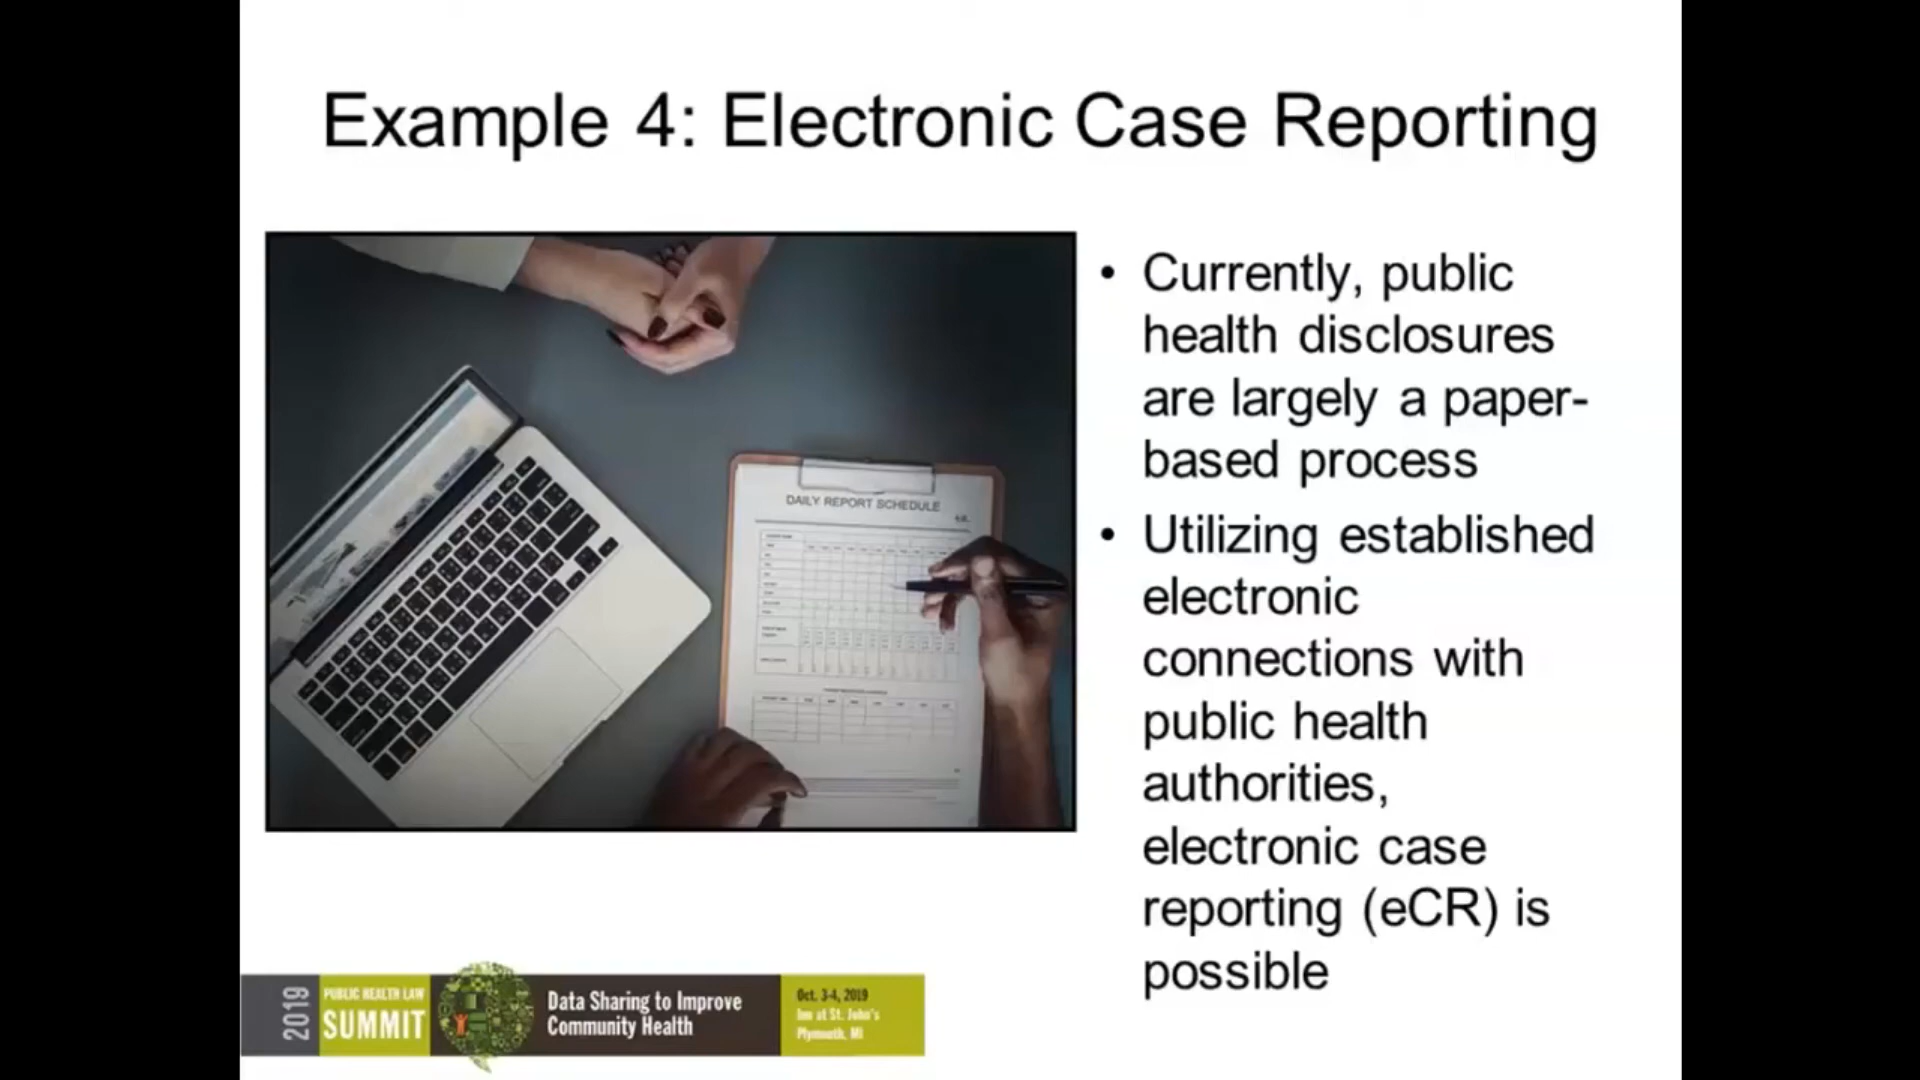 Example 4: Electronic Case Reporting
DAILY REPORT SCHEDULE
• Currently, public
health disclosures
are largely a paper-
based process
• Utilizing established
electronic
connections with
public health
authorities,
electronic case
reporting (eCR) is
possible
2019
PUBLIC HEALTH LAW
SUMMIT
Data Sharing to Improve
Community Health
Oct. 3-4, 2019
Inn at St. John's
Plymouth, MI